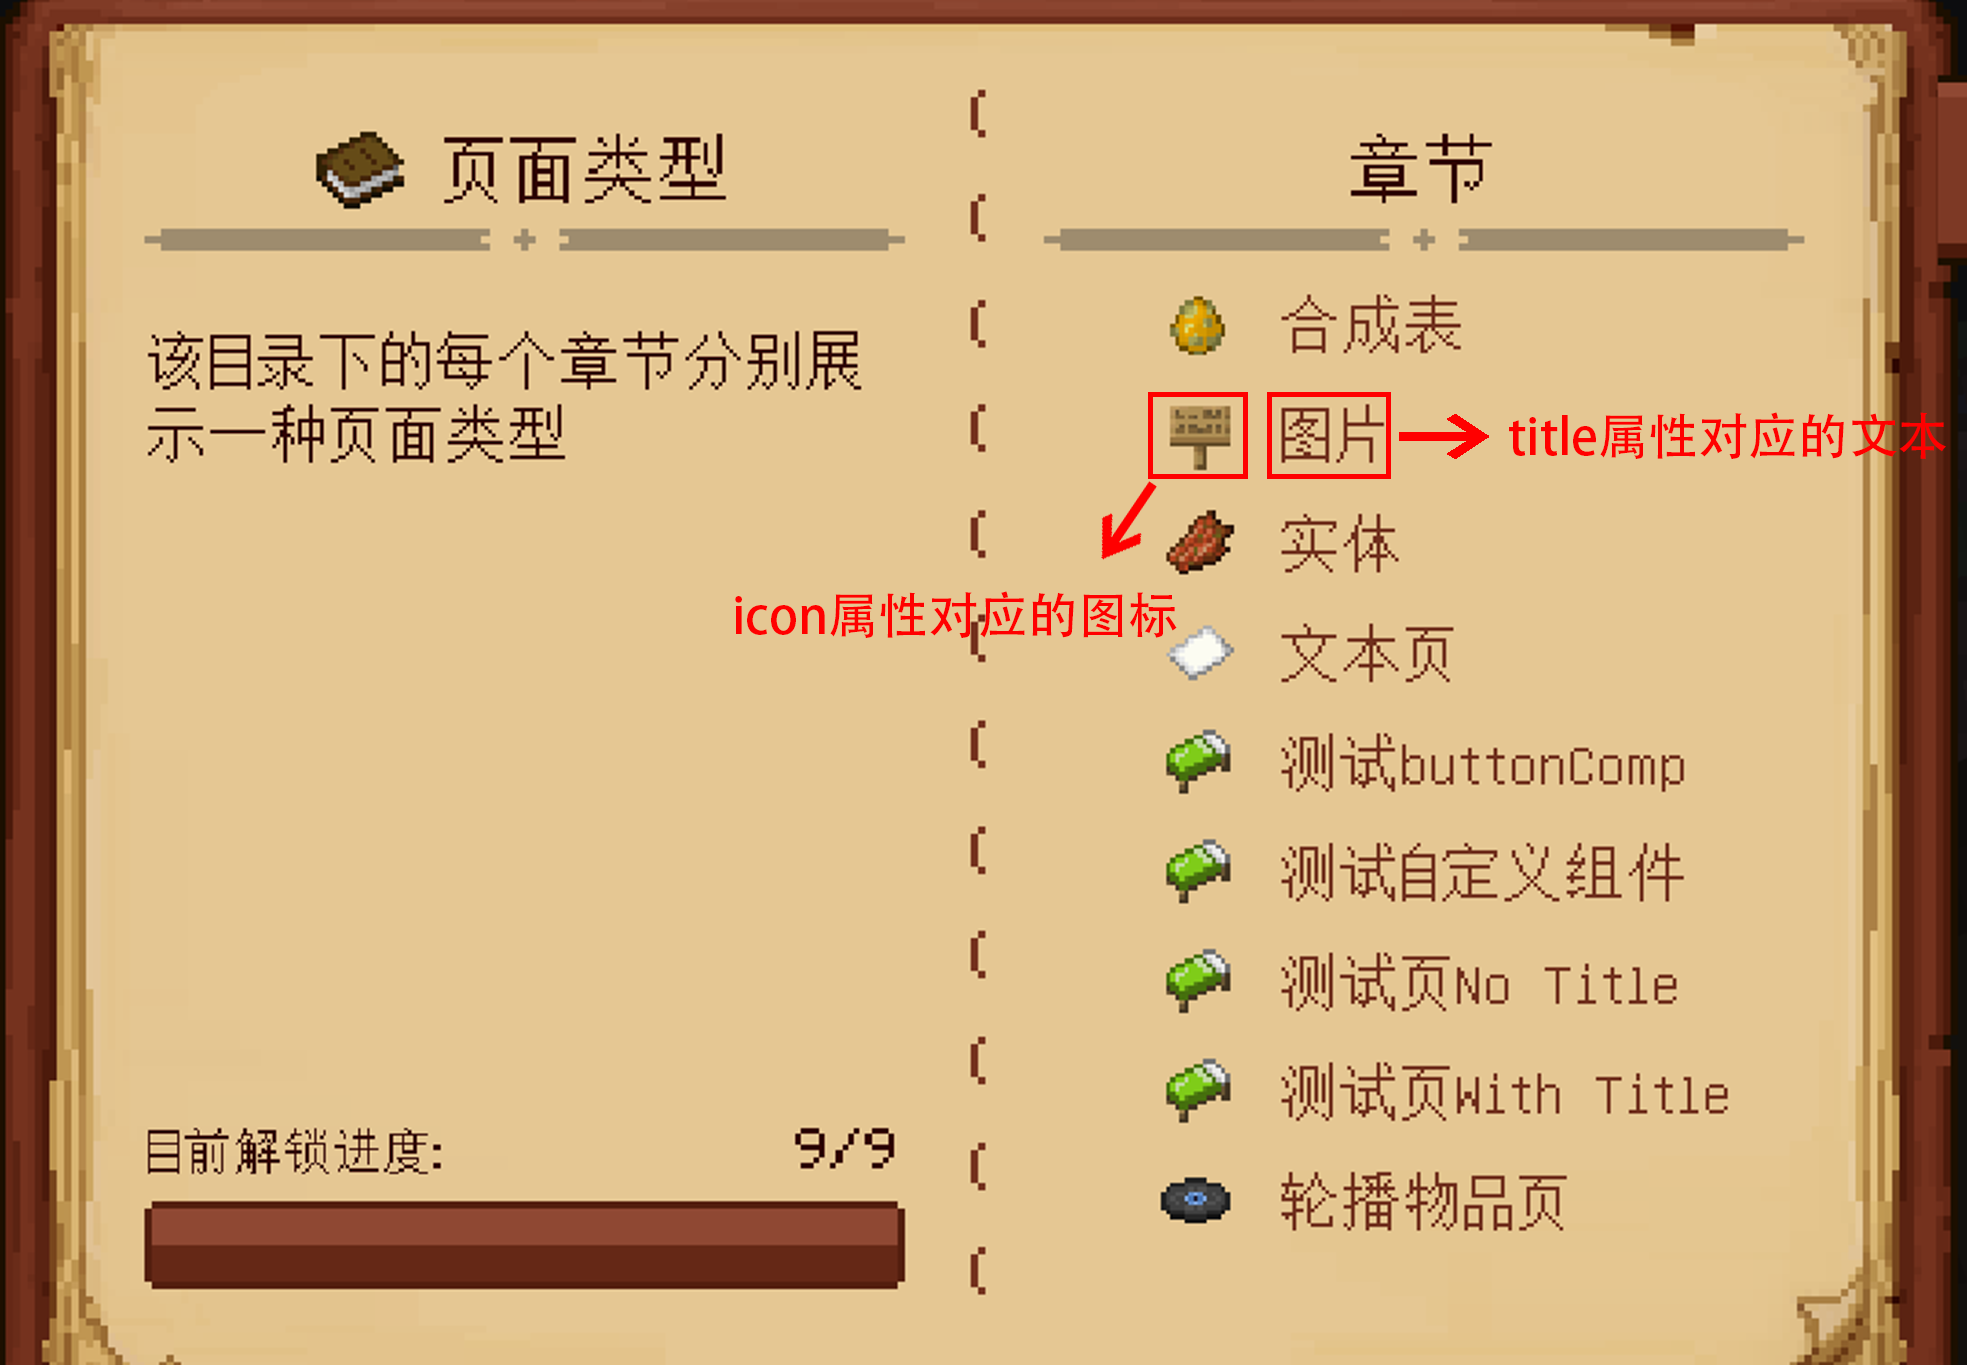 页面类型
该目录下的每个章节分别展
示一种页面类型
目前解锁进度:
9/9
章节
合成表
图片
title属性对应的文本
实体
icon属性对应的图标
文本页
测试buttonComp
测试自定义组件
测试页No Title
测试页With Title
轮播物品页